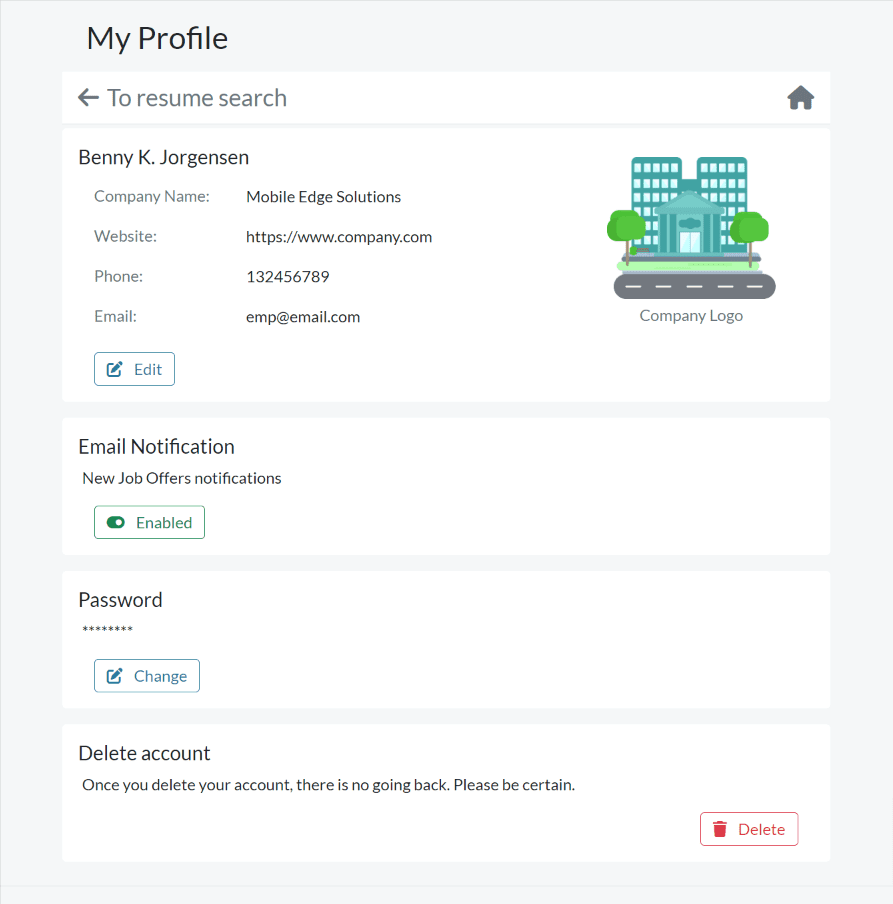 My Profile
To resume search
Benny K. Jorgensen
Company Name: Mobile Edge Solutions
Website: https://www.company.com
Phone: 132456789
Email: emp@email.com
Company Logo
Edit
Email Notification
New Job Offers notifications
Enabled
Password
********
Change
Delete account
Once you delete your account, there is no going back. Please be certain.
Delete